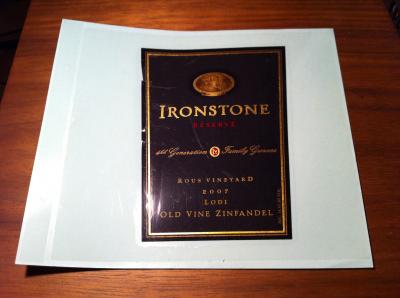 IRONSTONE
RESERVE
4th Generation Family Growers
ROUS VINEYARD
2007
LODI
OLD VINE ZINFANDEL